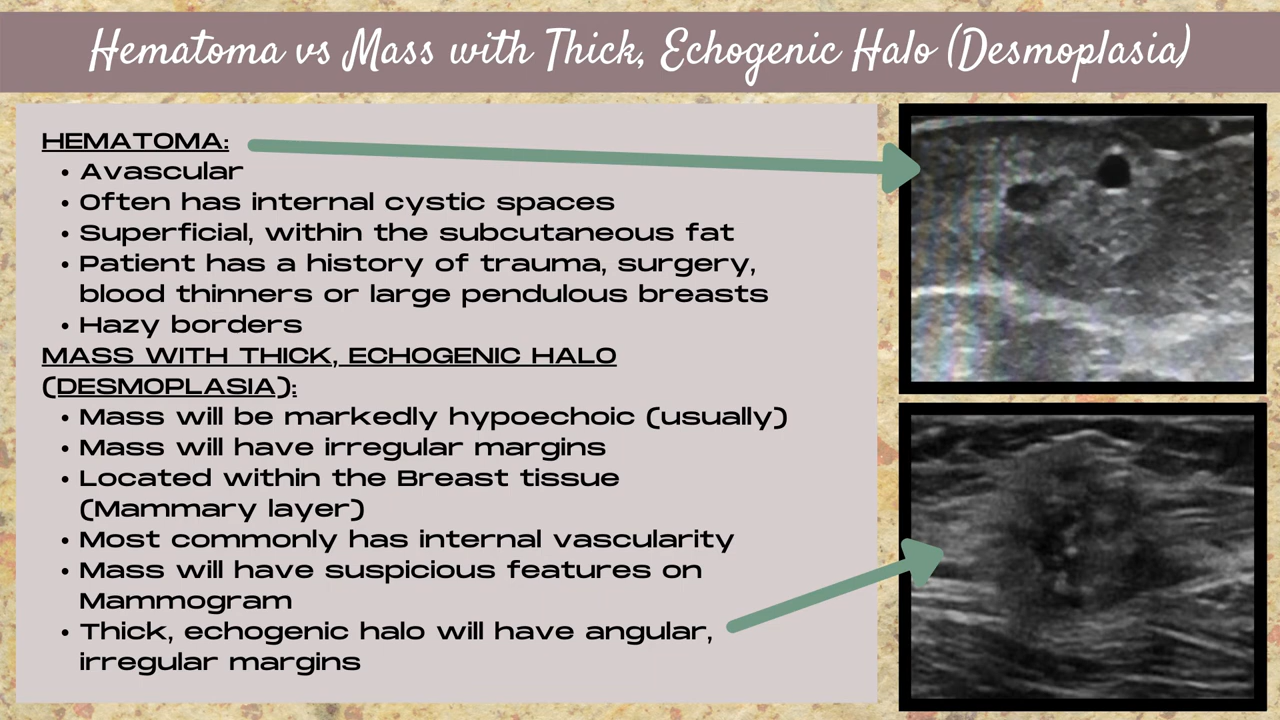 Hematoma vs Mass with Thick, Echogenic Halo (Desmoplasia)
HEMATOMA:
• Avascular
• Often has internal cystic spaces
• Superficial, within the subcutaneous fat
• Patient has a history of trauma, surgery,
blood thinners or large pendulous breasts
• Hazy borders
MASS WITH THICK, ECHOGENIC HALO
(DESMOPLASIA):
• Mass will be markedly hypoechoic (usually)
• Mass will have irregular margins
• Located within the Breast tissue
(Mammary layer)
• Most commonly has internal vascularity
• Mass will have suspicious features on
Mammogram
• Thick, echogenic halo will have angular,
irregular margins